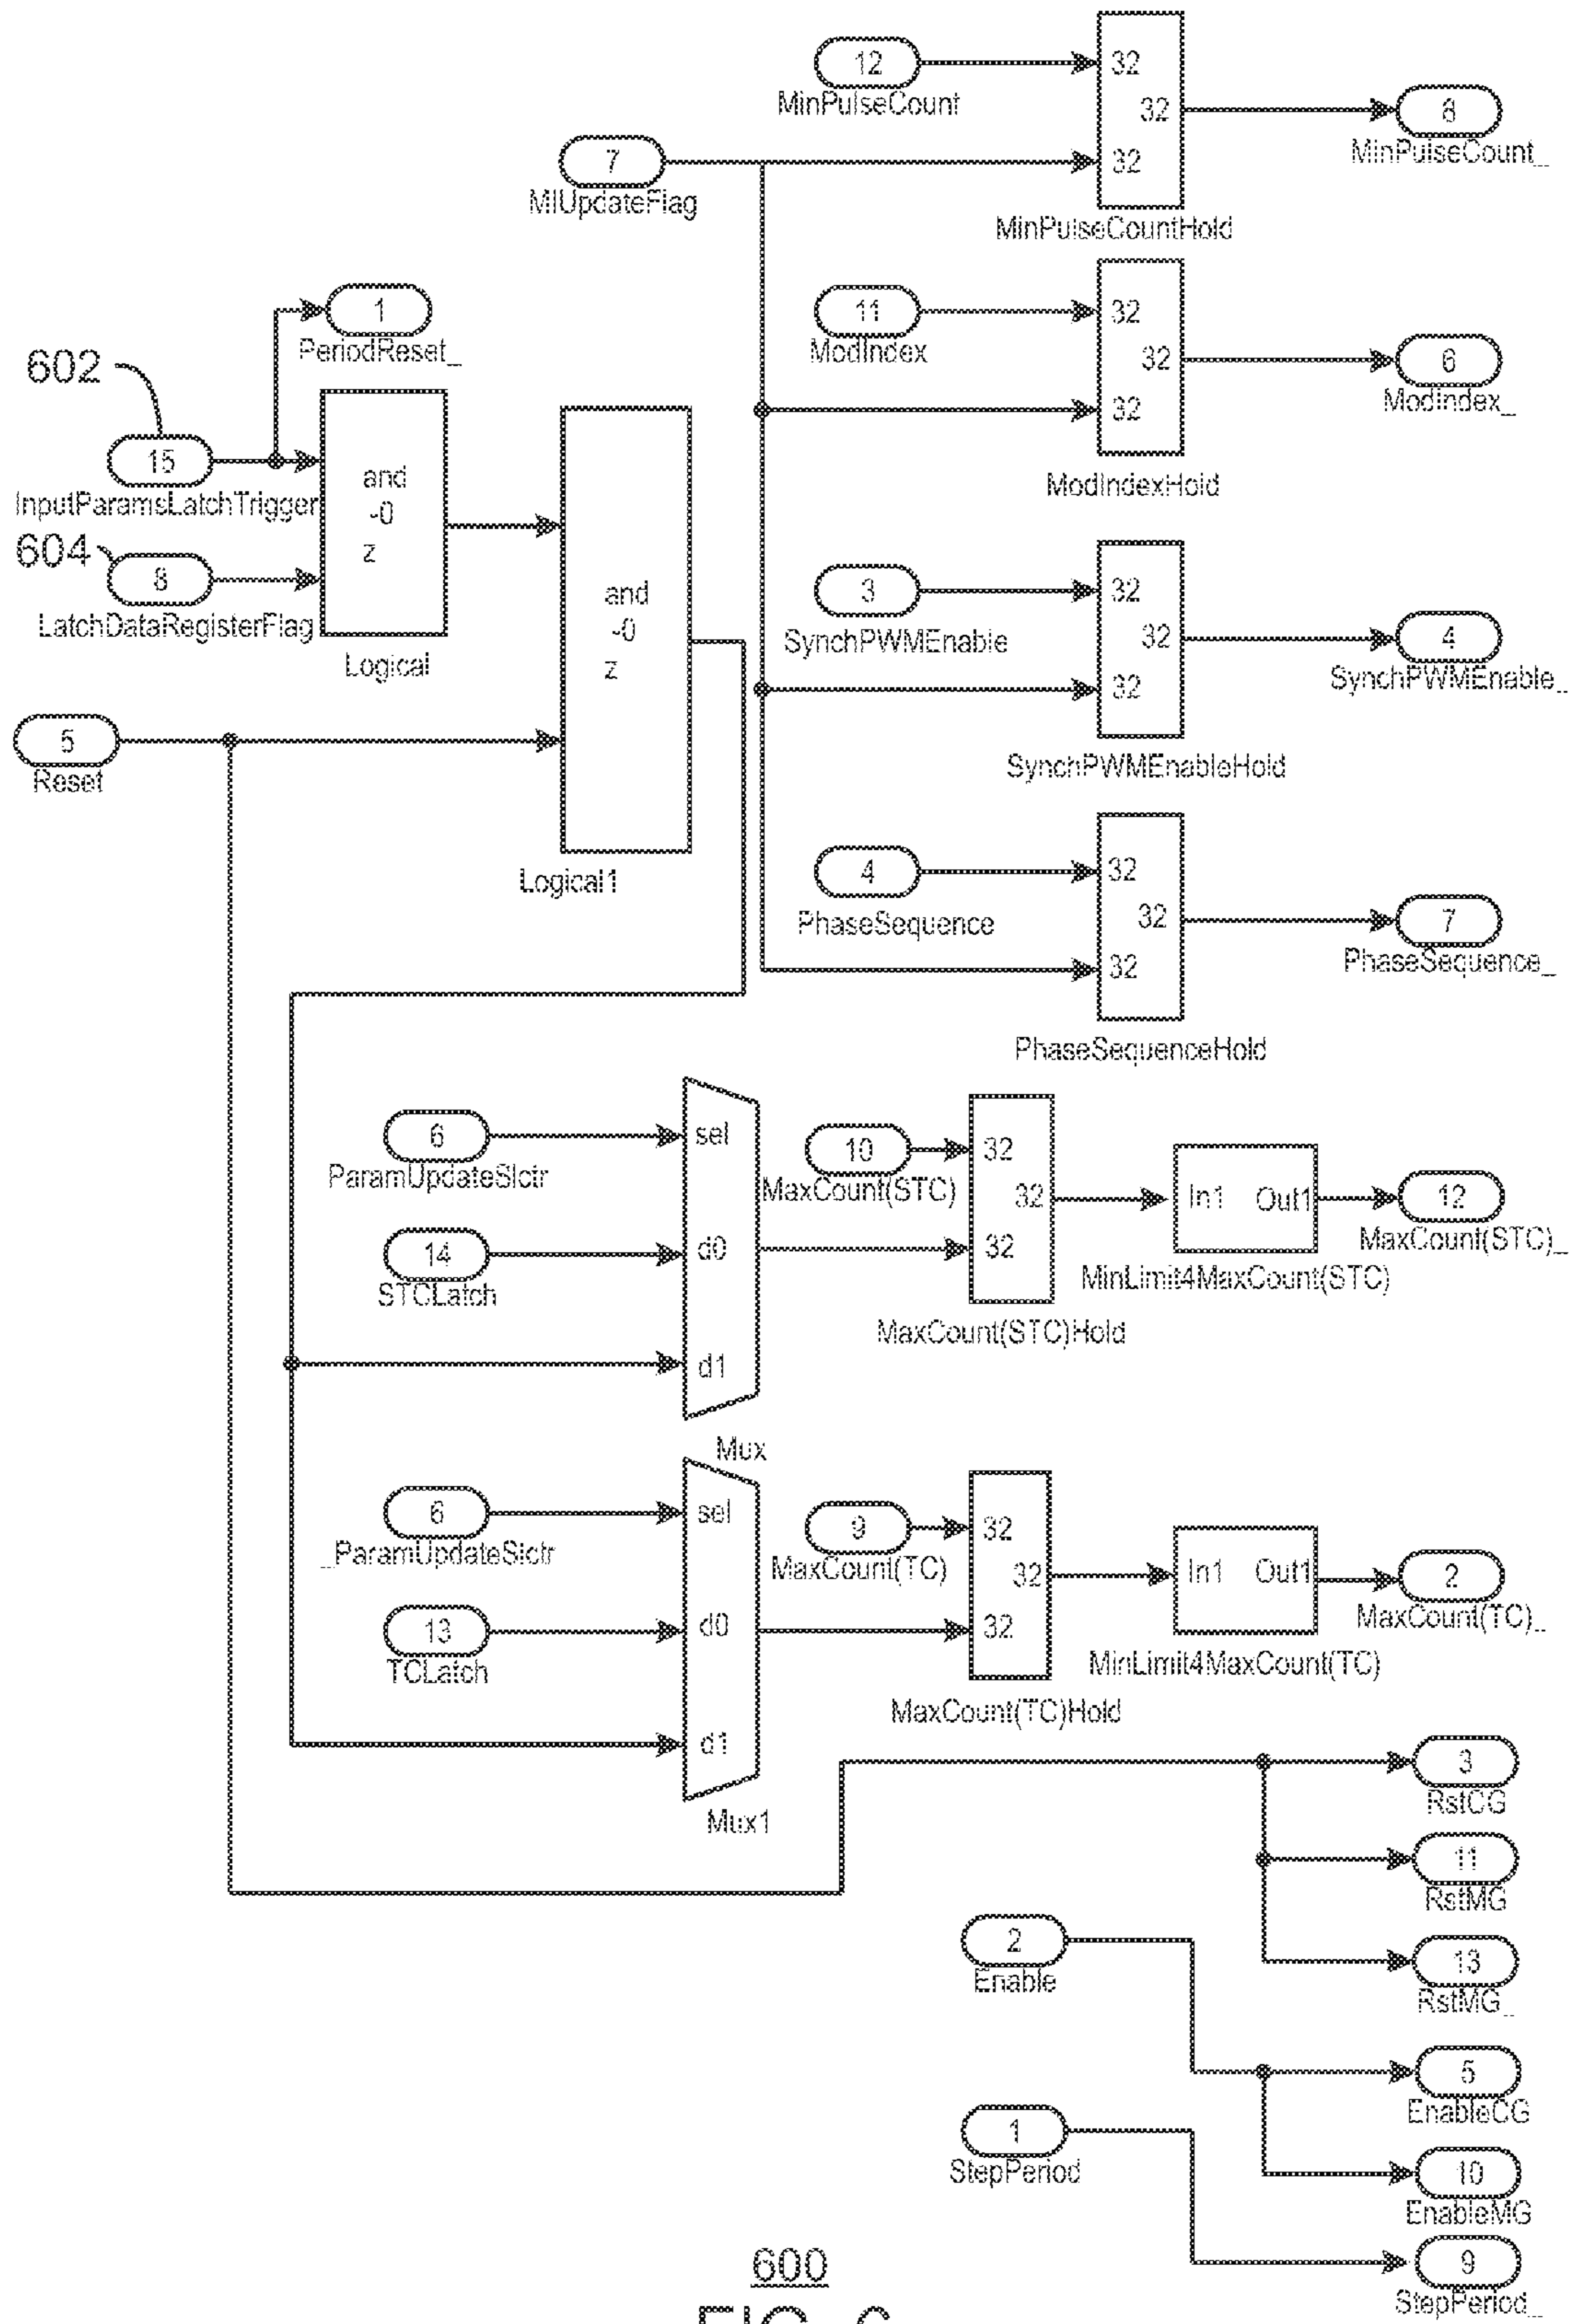 12
MinPulseCount
32
32
32
MinPulseCountHold
8
MinPulseCount_
7
MIUpdateFlag
11
ModIndex
32
32
32
ModIndexHold
6
ModIndex_
1
PeriodReset_
602
15
InputParamsLatchTrigger
604
8
LatchDataRegisterFlag
and
-0
z
Logical
and
-0
z
Logical1
5
Reset
3
SynchPWMEnable
32
32
32
SynchPWMEnableHold
4
SynchPWMEnable_
4
PhaseSequence
32
32
32
PhaseSequenceHold
7
PhaseSequence_
6
ParamUpdateSlctr
14
STCLatch
sel
d0
d1
Mux
10
MaxCount(STC)
32
32
32
MaxCount(STC)Hold
In1 Out1
MinLimit4MaxCount(STC)
12
MaxCount(STC)_
6
_ParamUpdateSlctr
13
TCLatch
sel
d0
d1
Mux1
9
MaxCount(TC)
32
32
32
MaxCount(TC)Hold
In1 Out1
MinLimit4MaxCount(TC)
2
MaxCount(TC)_
3
RstCG
11
RstMG
13
RstMG_
2
Enable
5
EnableCG
1
StepPeriod
10
EnableMG
9
StepPeriod_
600
FIG. 6